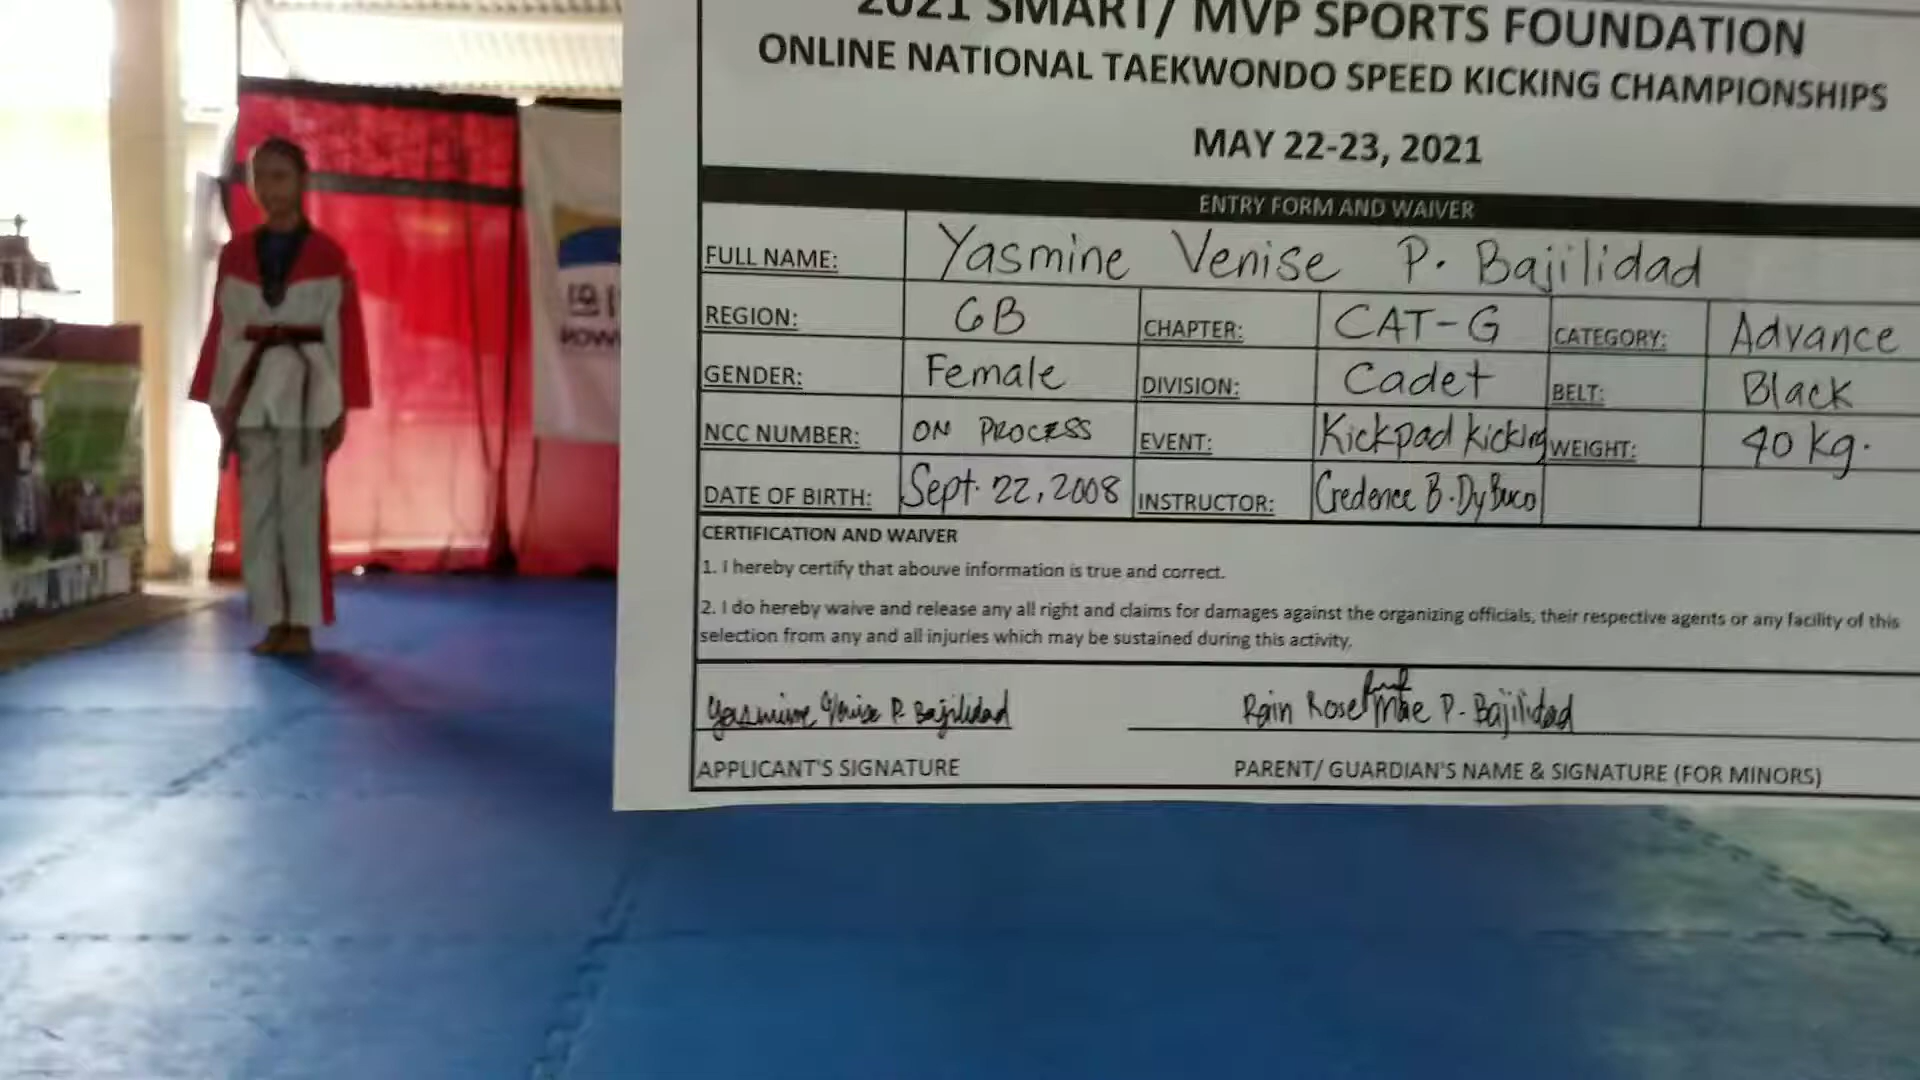 2021 SMART/ MVP SPORTS FOUNDATION
ONLINE NATIONAL TAEKWONDO SPEED KICKING CHAMPIONSHIPS
MAY 22-23, 2021
ENTRY FORM AND WAIVER
FULL NAME: Yasmine Venise P. Bajilidad
REGION: 6B CHAPTER: CAT-G CATEGORY: Advance
GENDER: Female DIVISION: Cadet BELT: Black
NCC NUMBER: ON PROCESS EVENT: Kickpad kicking WEIGHT: 40 kg.
DATE OF BIRTH: Sept. 22, 2008 INSTRUCTOR: Credence B. DyBuco
CERTIFICATION AND WAIVER
1. I hereby certify that abouve information is true and correct.
2. I do hereby waive and release any all right and claims for damages against the organizing officials, their respective agents or any facility of this
selection from any and all injuries which may be sustained during this activity.
Yasmine Venise P. Bajilidad Rain Rose Mae P. Bajilidad
APPLICANT'S SIGNATURE PARENT/ GUARDIAN'S NAME & SIGNATURE (FOR MINORS)